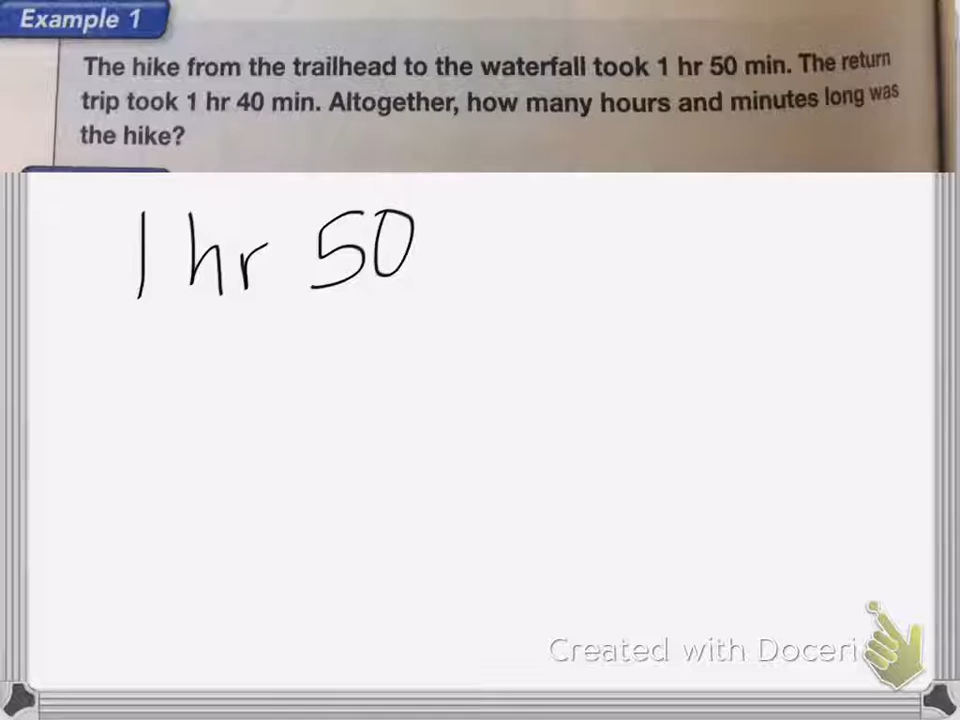 Example 1
The hike from the trailhead to the waterfall took 1 hr 50 min. The return
trip took 1 hr 40 min. Altogether, how many hours and minutes long was
the hike?
1 hr 50
Created with Doceri